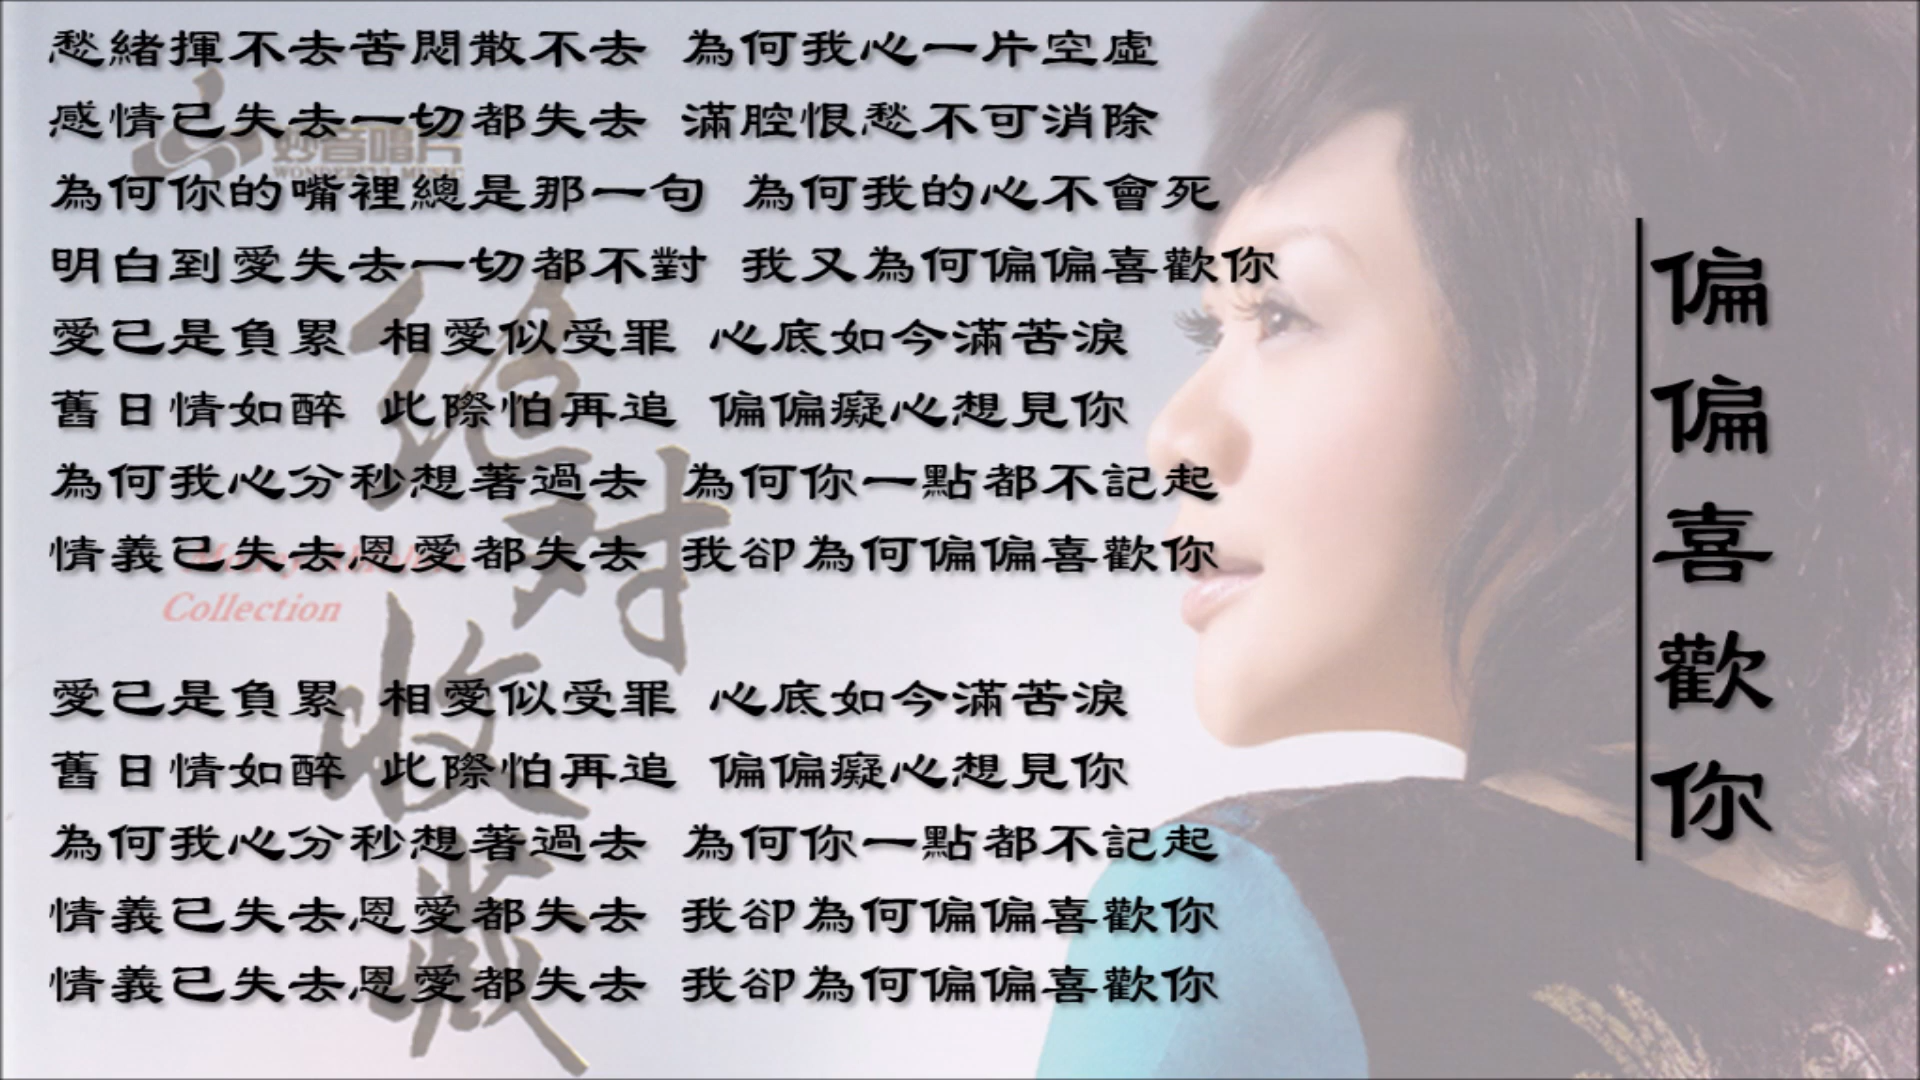 愁緒揮不去苦悶散不去 為何我心一片空虛
感情已失去一切都失去 滿腔恨愁不可消除
為何你的嘴裡總是那一句 為何我的心不會死
明白到愛失去一切都不對 我又為何偏偏喜歡你
愛已是負累 相愛似受罪 心底如今滿苦淚
舊日情如醉 此際怕再追 偏偏癡心想見你
為何我心分秒想著過去 為何你一點都不記起
情義已失去恩愛都失去 我卻為何偏偏喜歡你
愛已是負累 相愛似受罪 心底如今滿苦淚
舊日情如醉 此際怕再追 偏偏癡心想見你
為何我心分秒想著過去 為何你一點都不記起
情義已失去恩愛都失去 我卻為何偏偏喜歡你
情義已失去恩愛都失去 我卻為何偏偏喜歡你
偏偏喜歡你
妙音唱片
WONDERFUL MUSIC
絕對收藏
Collection